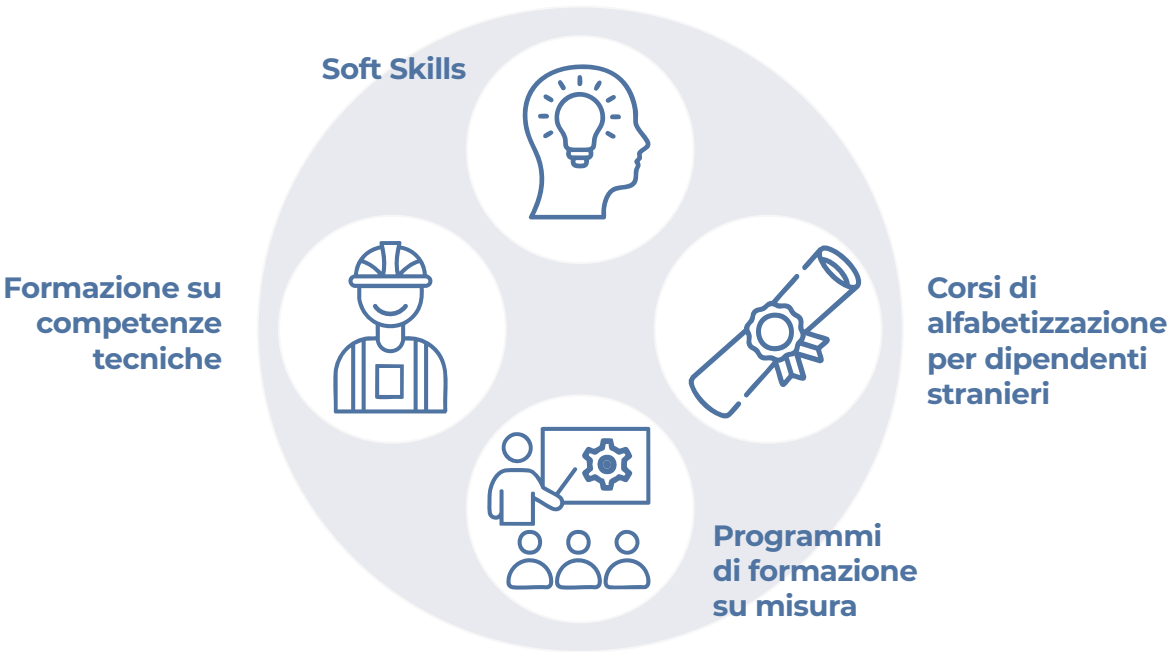 Soft Skills
Formazione su
competenze
tecniche
Corsi di
alfabetizzazione
per dipendenti
stranieri
Programmi
di formazione
su misura